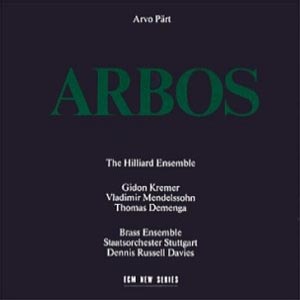 Arvo Pärt
ARBOS
The Hilliard Ensemble
Gidon Kremer
Vladimir Mendelssohn
Thomas Demenga
Brass Ensemble
Staatsorchester Stuttgart
Dennis Russell Davies
ECM NEW SERIES